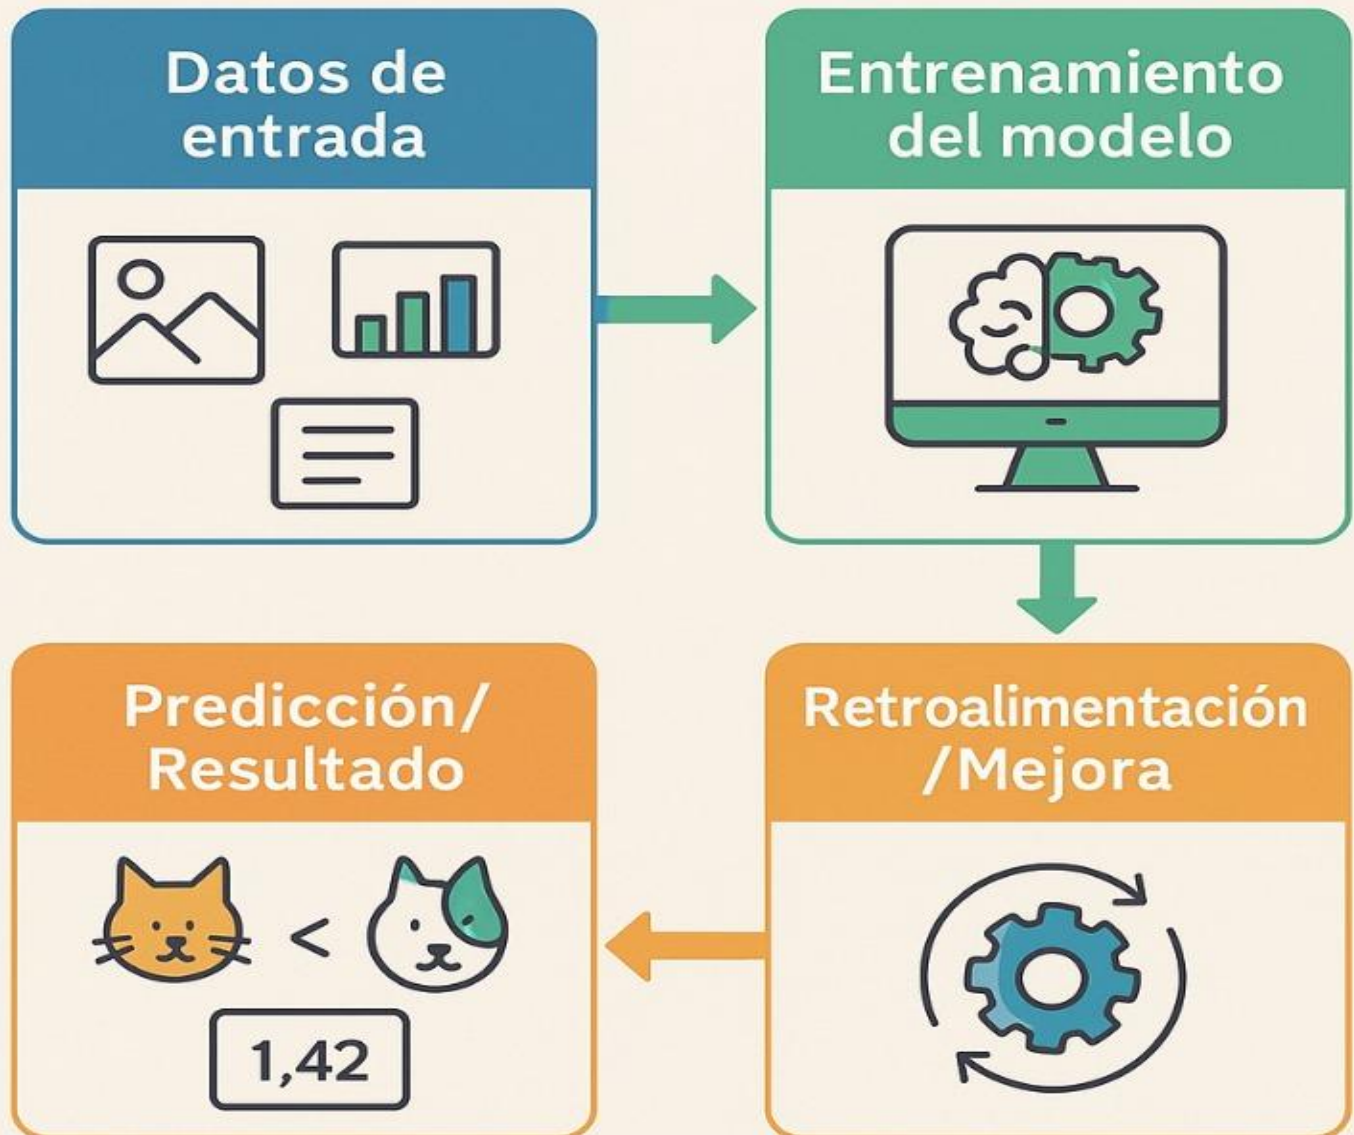 Datos de
entrada
Entrenamiento
del modelo
Predicción/
Resultado
<
1,42
Retroalimentación
/Mejora